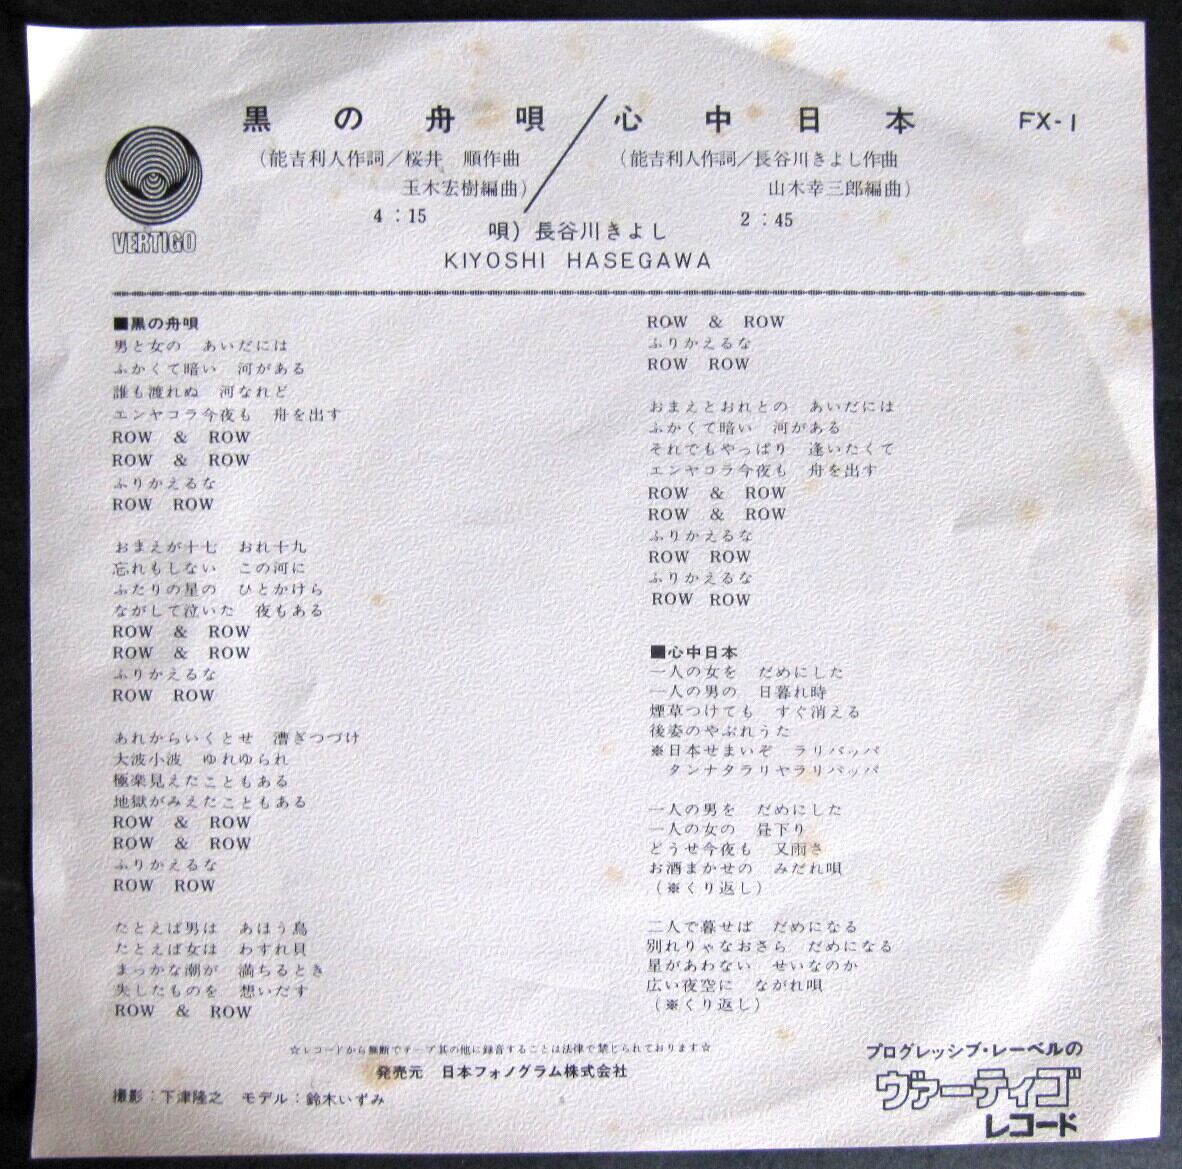 黒の舟唄／心中日本 FX-1
（能吉利人作詞／桜井 順作曲
玉木宏樹編曲）
4：15
（能吉利人作詞／長谷川きよし作曲
山木幸三郎編曲）
2：45
VERTIGO
唄）長谷川きよし
KIYOSHI HASEGAWA
■黒の舟唄
男と女の あいだには
ふかくて暗い 河がある
誰も渡れぬ 河なれど
エンヤコラ今夜も 舟を出す
ROW & ROW
ROW & ROW
ふりかえるな
ROW ROW
おまえが十七 おれ十九
忘れもしない この河に
ふたりの星の ひとかけら
ながして泣いた 夜もある
ROW & ROW
ROW & ROW
ふりかえるな
ROW ROW
あれからいくとせ 漕ぎつづけ
大波小波 ゆれゆられ
極楽見えたこともある
地獄がみえたこともある
ROW & ROW
ROW & ROW
ふりかえるな
ROW ROW
たとえば男は あほう鳥
たとえば女は わすれ貝
まっかな潮が 満ちるとき
失したものを 想いだす
ROW & ROW
ROW & ROW
ふりかえるな
ROW ROW
おまえとおれとの あいだには
ふかくて暗い 河がある
それでもやっぱり 逢いたくて
エンヤコラ今夜も 舟を出す
ROW & ROW
ROW & ROW
ふりかえるな
ROW ROW
ふりかえるな
ROW ROW
■心中日本
一人の女を だめにした
一人の男の 日暮れ時
煙草つけても すぐ消える
後姿のやぶれうた
※日本せまいぞ ラリパッパ
タンナタラリヤラリパッパ
一人の男を だめにした
一人の女の 昼下り
どうせ今夜も 又雨さ
お酒まかせの みだれ唄
（※くり返し）
二人で暮せば だめになる
別れりゃなおさら だめになる
星があわない せいなのか
広い夜空に ながれ唄
（※くり返し）
☆レコードから無断でテープ其の他に録音することは法律で禁じられております☆
発売元 日本フォノグラム株式会社
撮影：下津隆之 モデル：鈴木いずみ
プログレッシブ・レーベルの
ヴァーティゴ
レコード